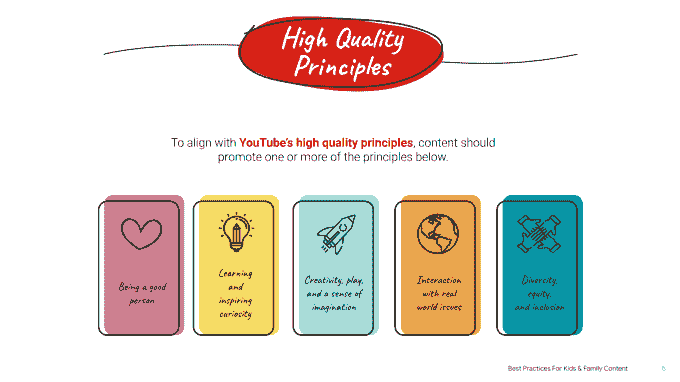 High Quality
Principles
To align with YouTube's high quality principles, content should
promote one or more of the principles below.
Being a good
person
Learning
and
inspiring
curiosity
Creativity, play,
and a sense of
imagination
Interaction
with real
world issues
Diversity,
equity,
and inclusion
Best Practices For Kids & Family Content
6